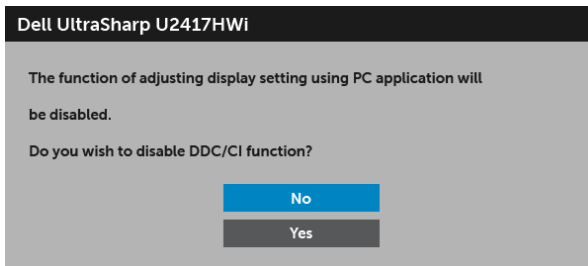 Dell UltraSharp U2417HWi
The function of adjusting display setting using PC application will
be disabled.
Do you wish to disable DDC/CI function?
No
Yes